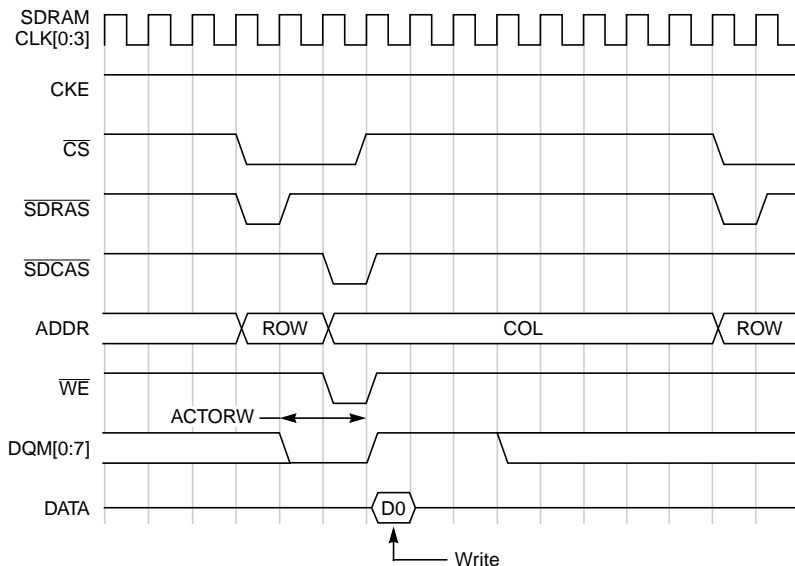 SDRAM
CLK[0:3]
CKE
CS
SDRAS
SDCAS
ADDR ROW COL ROW
WE
ACTORW
DQM[0:7]
DATA D0
Write